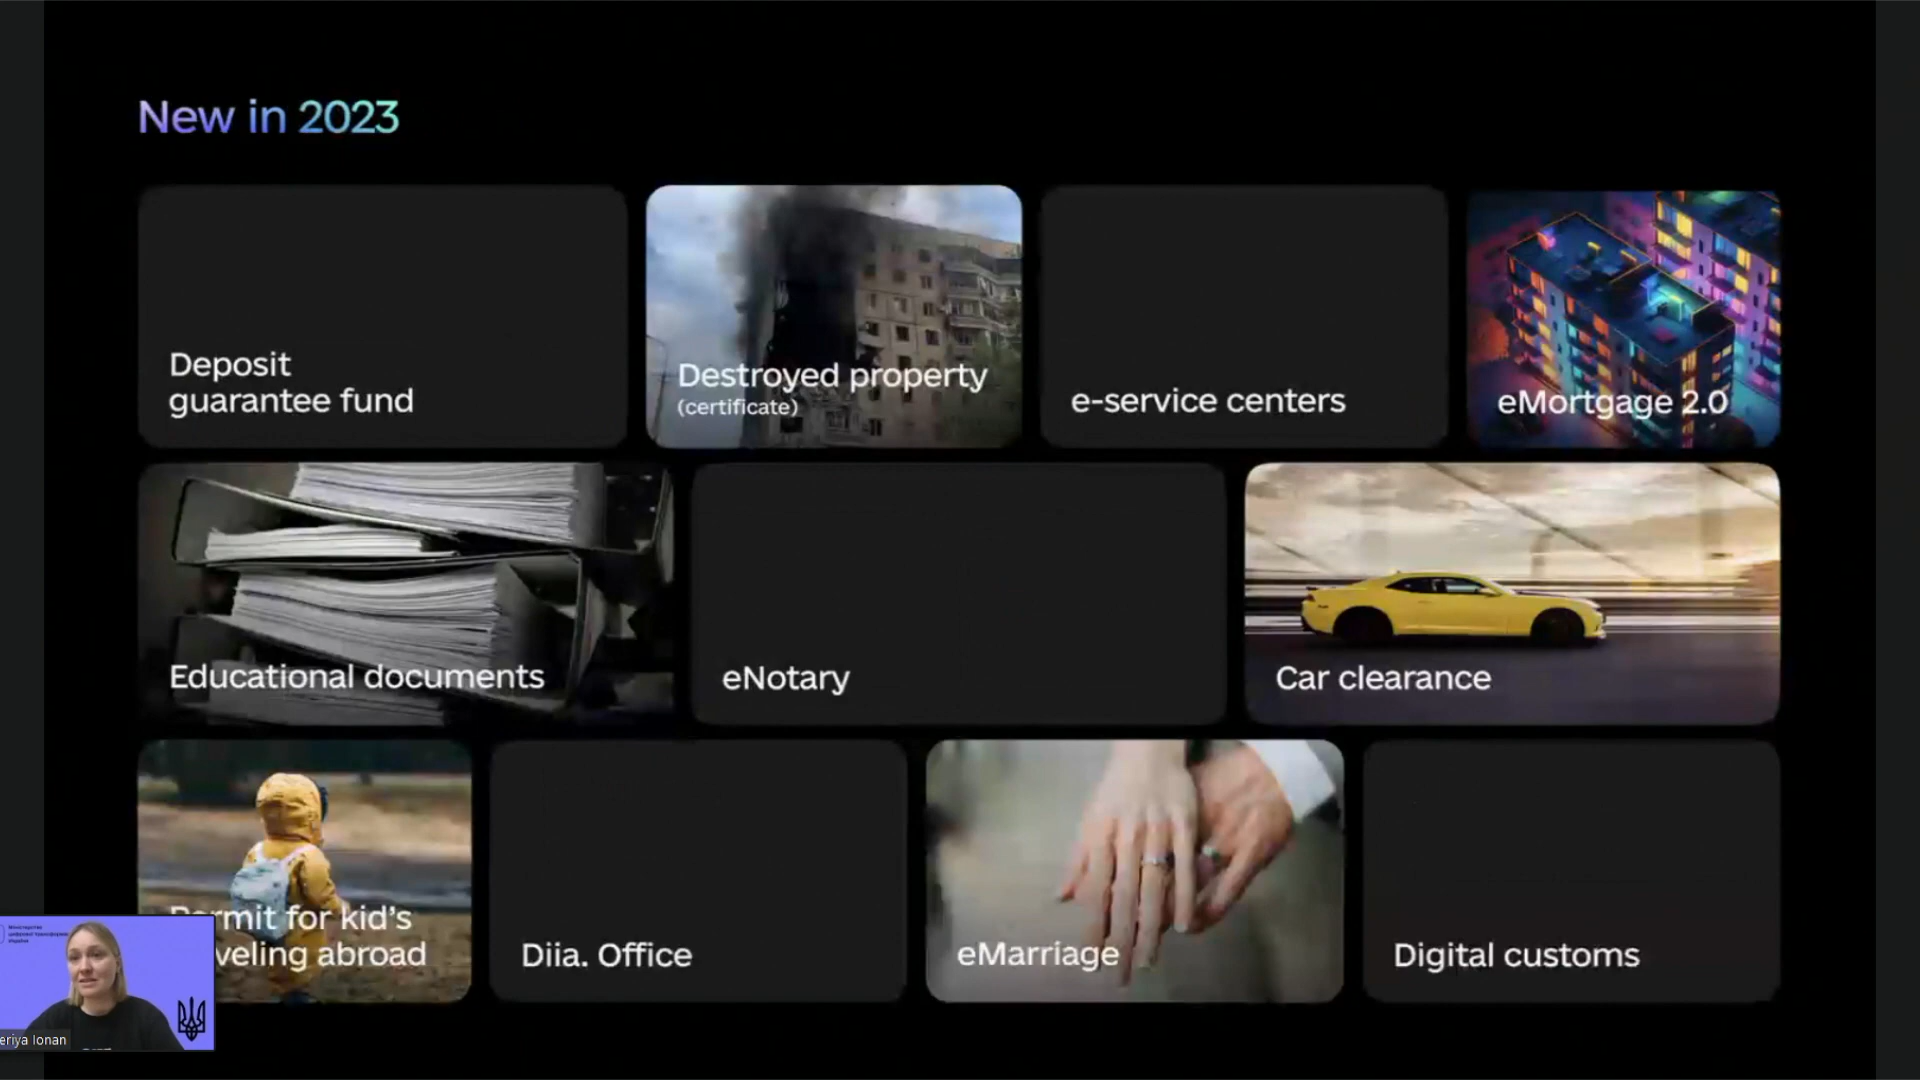 New in 2023
Deposit
guarantee fund
Destroyed property
(certificate)
e-service centers
eMortgage 2.0
Educational documents
eNotary
Car clearance
Permit for kid’s
veling abroad
Diia. Office
eMarriage
Digital customs
eriya Ionan